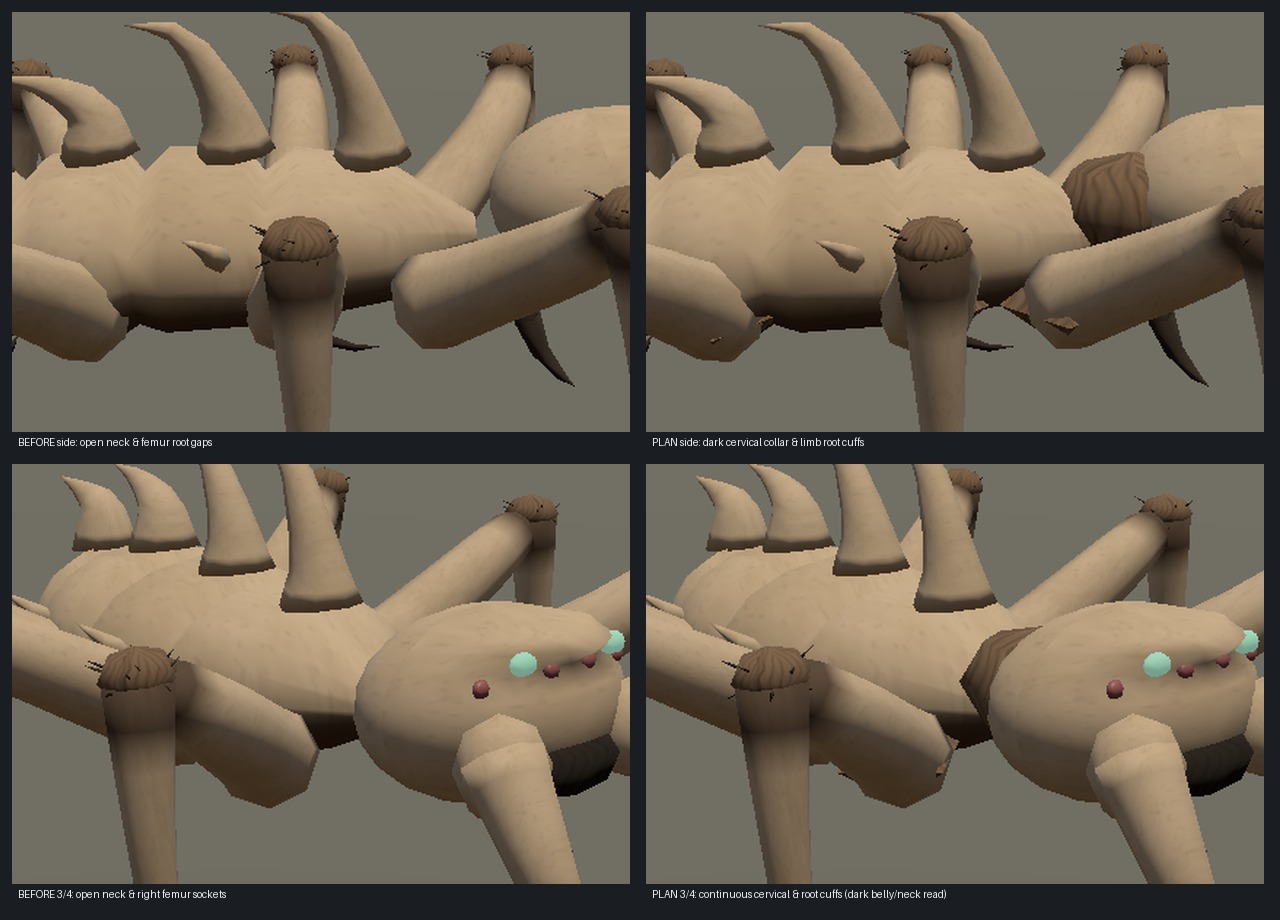 BEFORE side: open neck & femur root gaps
PLAN side: dark cervical collar & limb root cuffs
BEFORE 3/4: open neck & right femur sockets
PLAN 3/4: continuous cervical & root cuffs (dark belly/neck read)